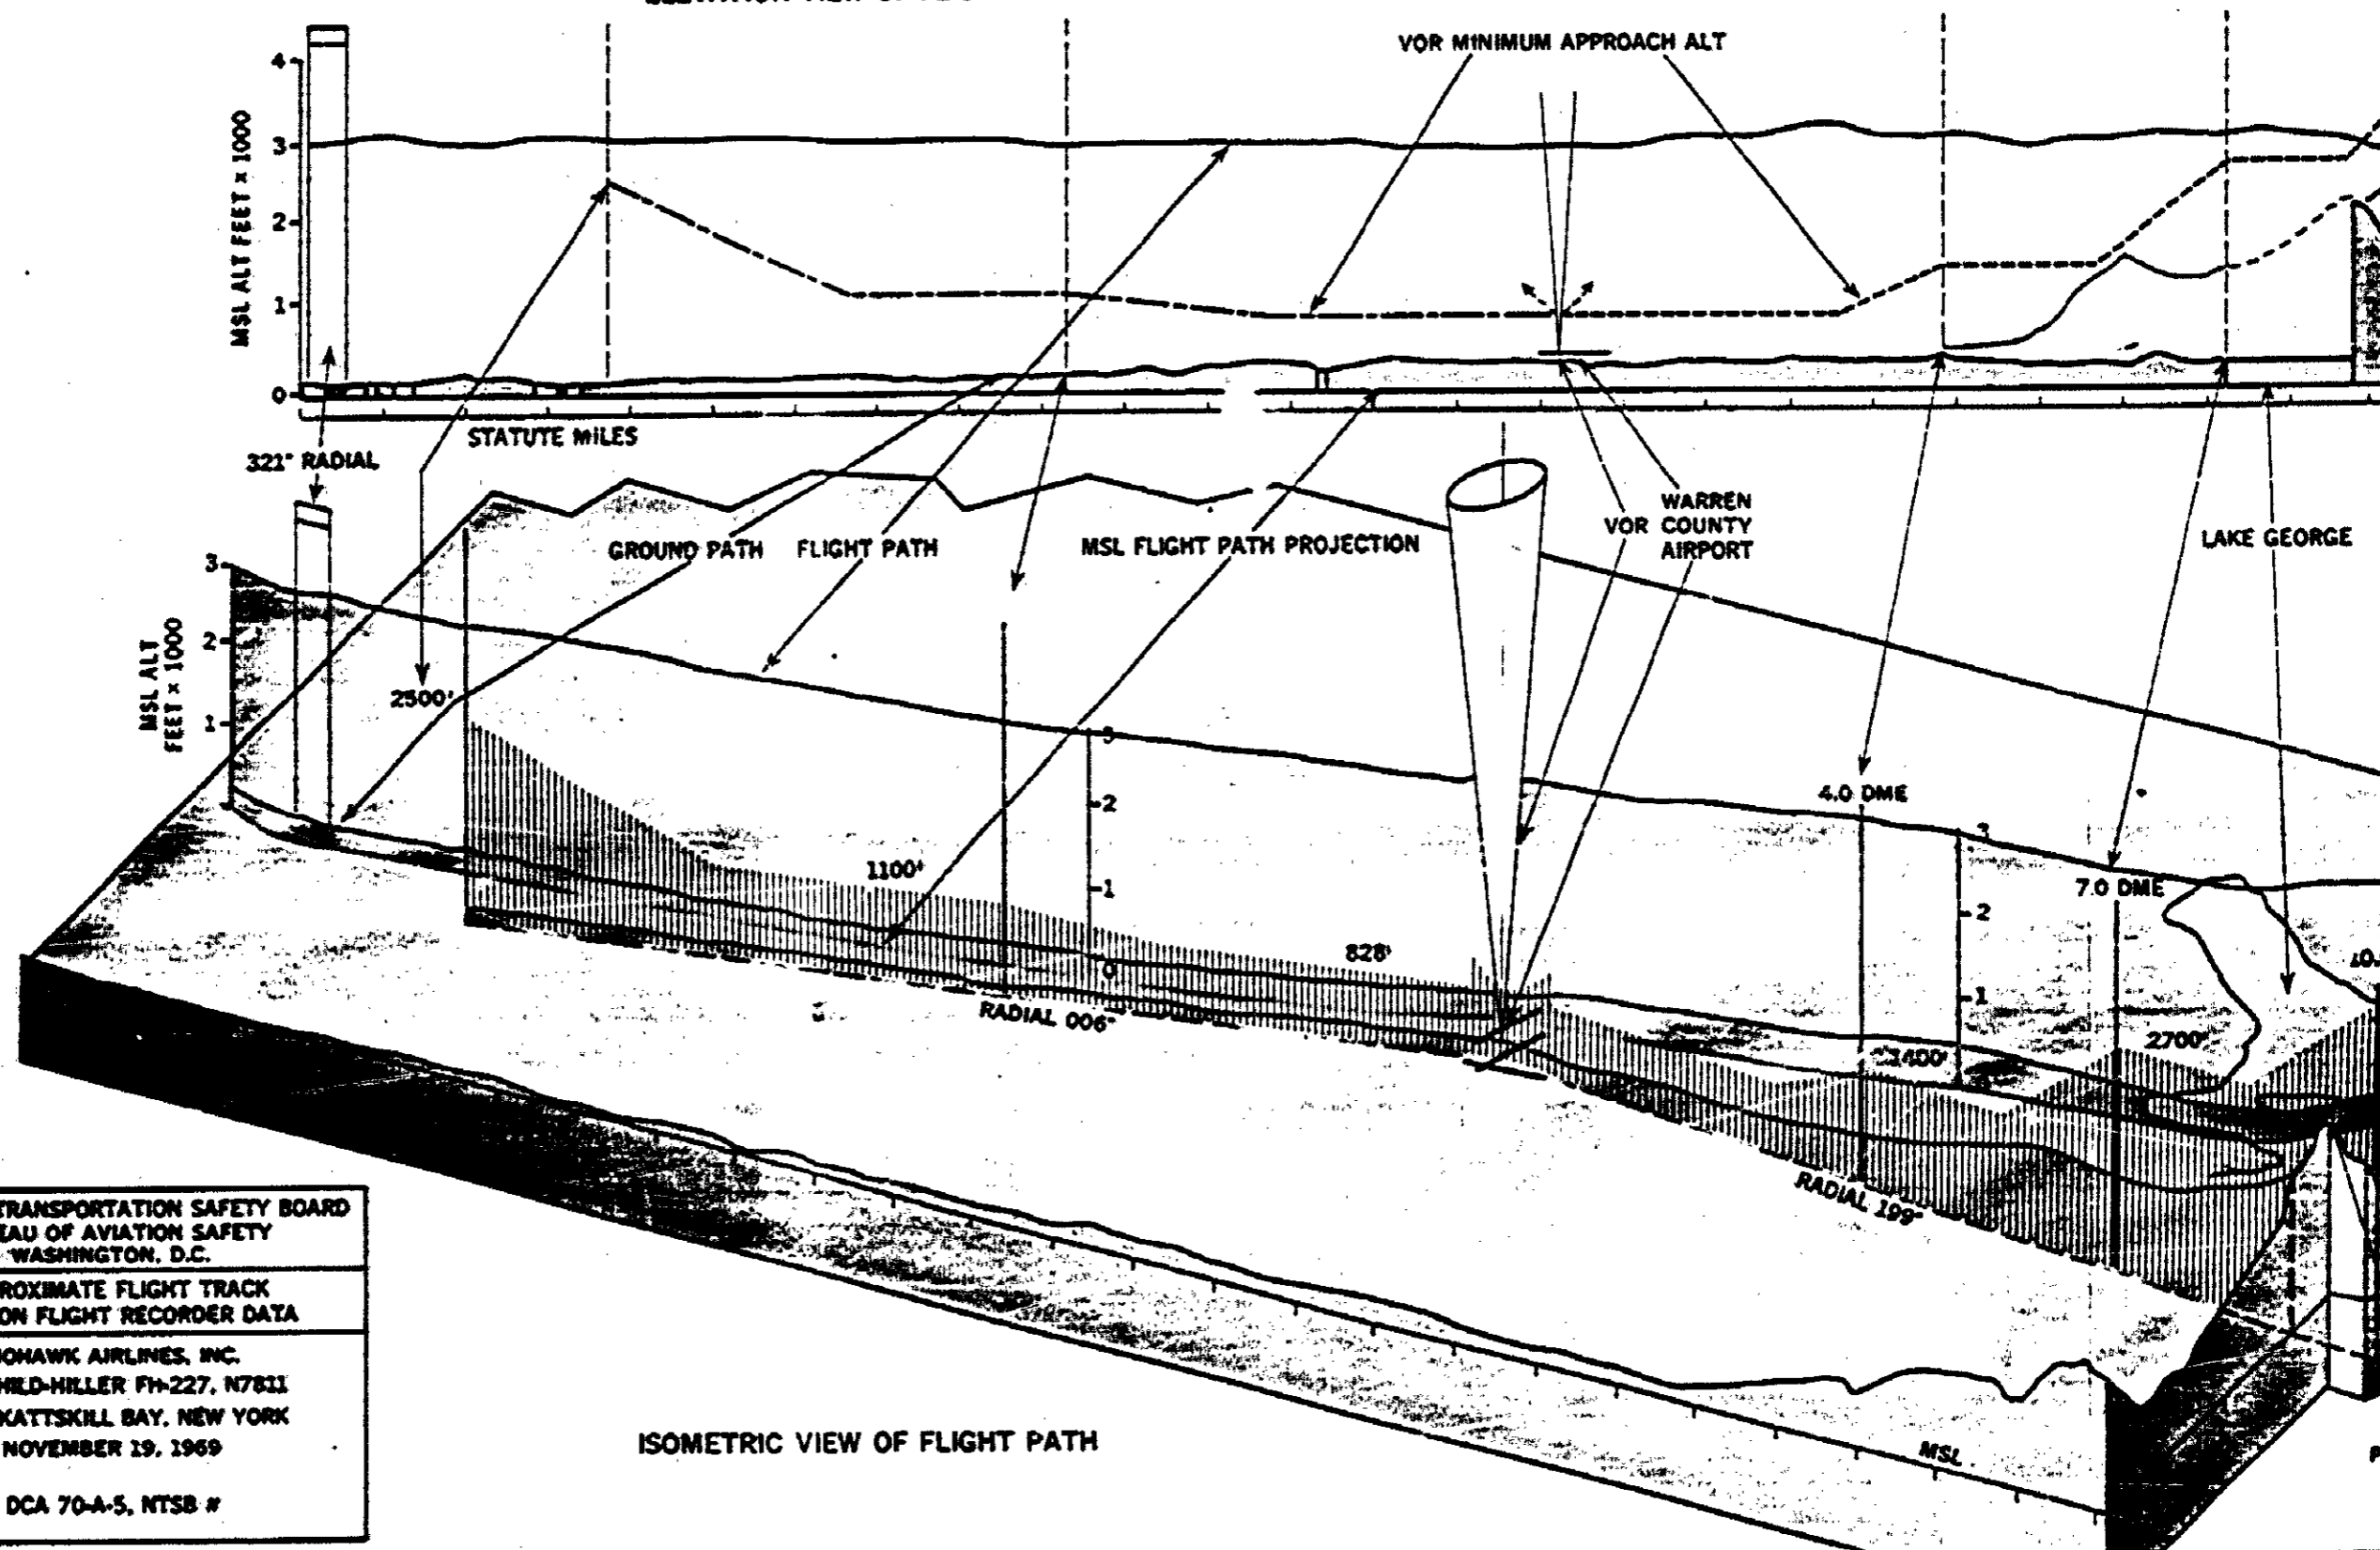 VOR MINIMUM APPROACH ALT
4
3
2
1
0
MSL ALT FEET x 1000
STATUTE MILES
321° RADIAL
GROUND PATH
FLIGHT PATH
MSL FLIGHT PATH PROJECTION
VOR
WARREN
COUNTY
AIRPORT
LAKE GEORGE
3
2
1
MSL ALT
FEET x 1000
2500'
3
2
1
0
1100'
828'
RADIAL 006°
4.0 DME
7.0 DME
3
2
1
1400'
2700'
10.
RADIAL 199°
TRANSPORTATION SAFETY BOARD
EAU OF AVIATION SAFETY
WASHINGTON, D.C.
ROXIMATE FLIGHT TRACK
ON FLIGHT RECORDER DATA
OHAWK AIRLINES, INC.
HILD-HILLER FH-227, N7811
KATTSKILL BAY, NEW YORK
NOVEMBER 19, 1969
DCA 70-A-5, NTSB #
ISOMETRIC VIEW OF FLIGHT PATH
MSL